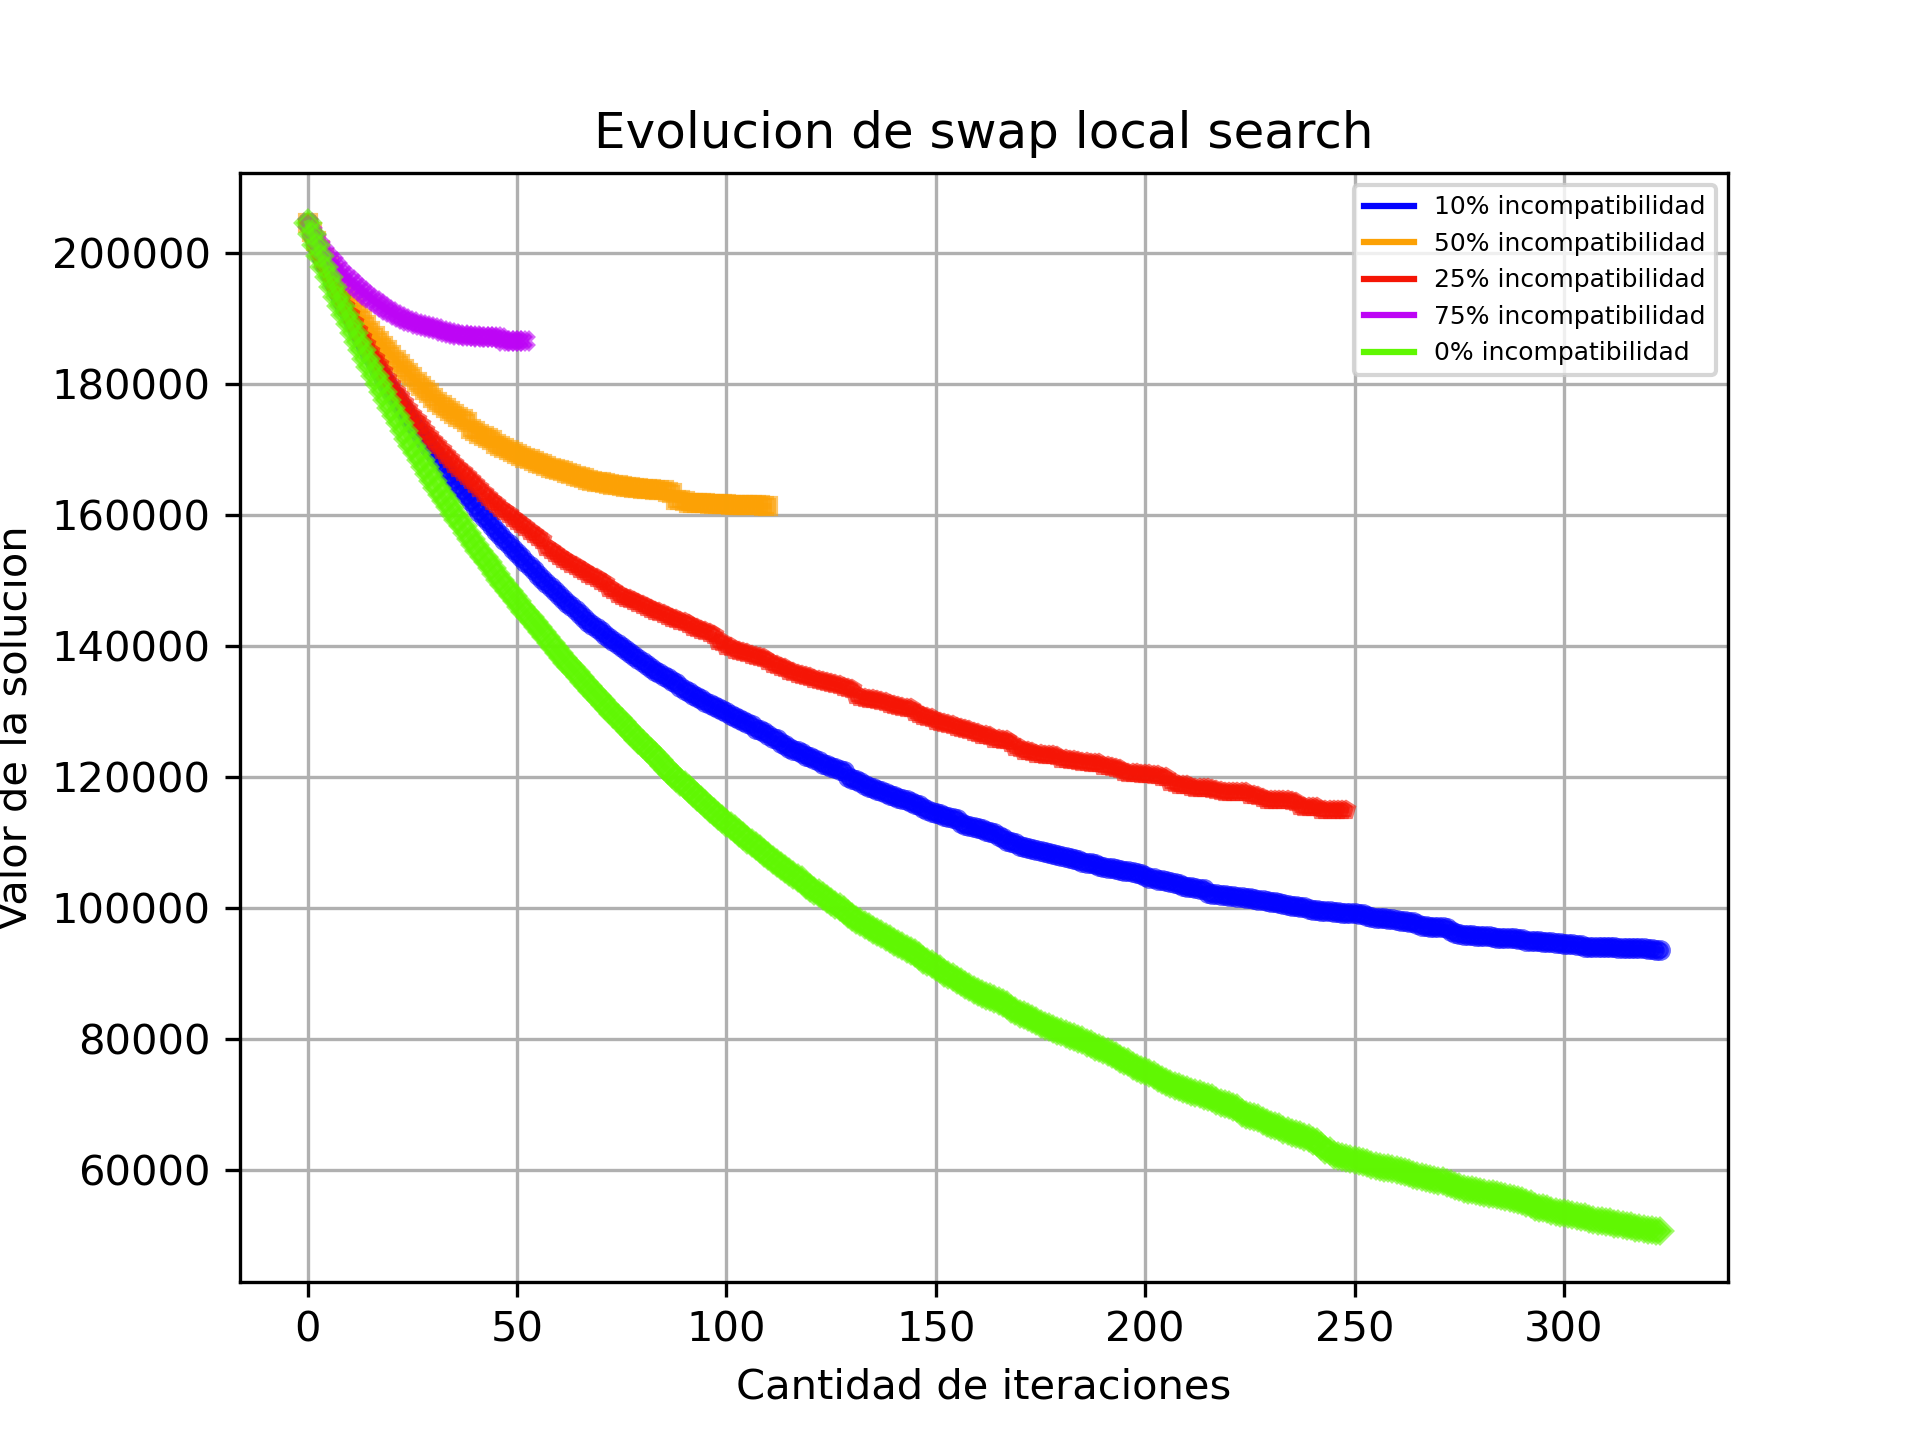 Evolucion de swap local search
10% incompatibilidad
50% incompatibilidad
25% incompatibilidad
75% incompatibilidad
0% incompatibilidad
Valor de la solucion
200000
180000
160000
140000
120000
100000
80000
60000
0 50 100 150 200 250 300
Cantidad de iteraciones